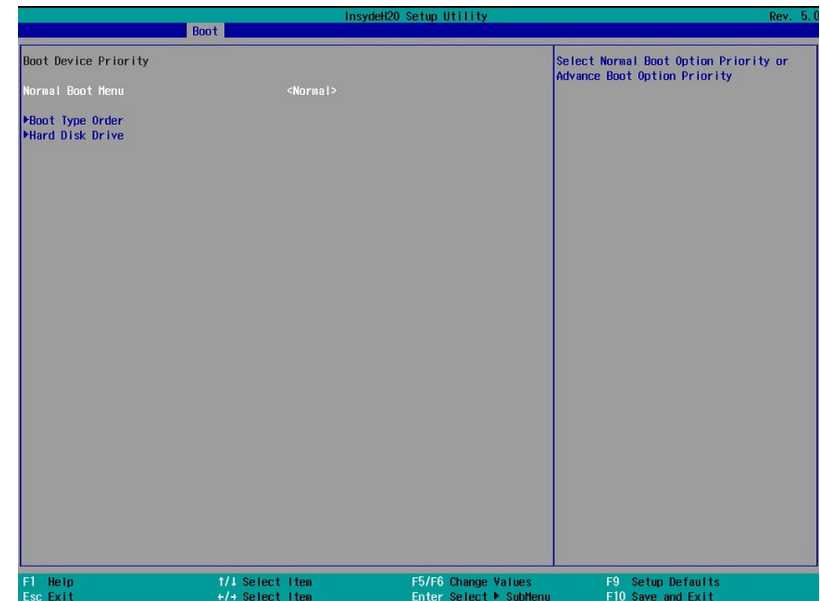 InsydeH20 Setup Utility Rev. 5.0
Boot
Boot Device Priority
Normal Boot Menu <Normal>
▶Boot Type Order
▶Hard Disk Drive
Select Normal Boot Option Priority or
Advance Boot Option Priority
F1 Help ↑/↓ Select Item F5/F6 Change Values F9 Setup Defaults
Esc Exit ←/→ Select Item Enter Select ▶ SubMenu F10 Save and Exit